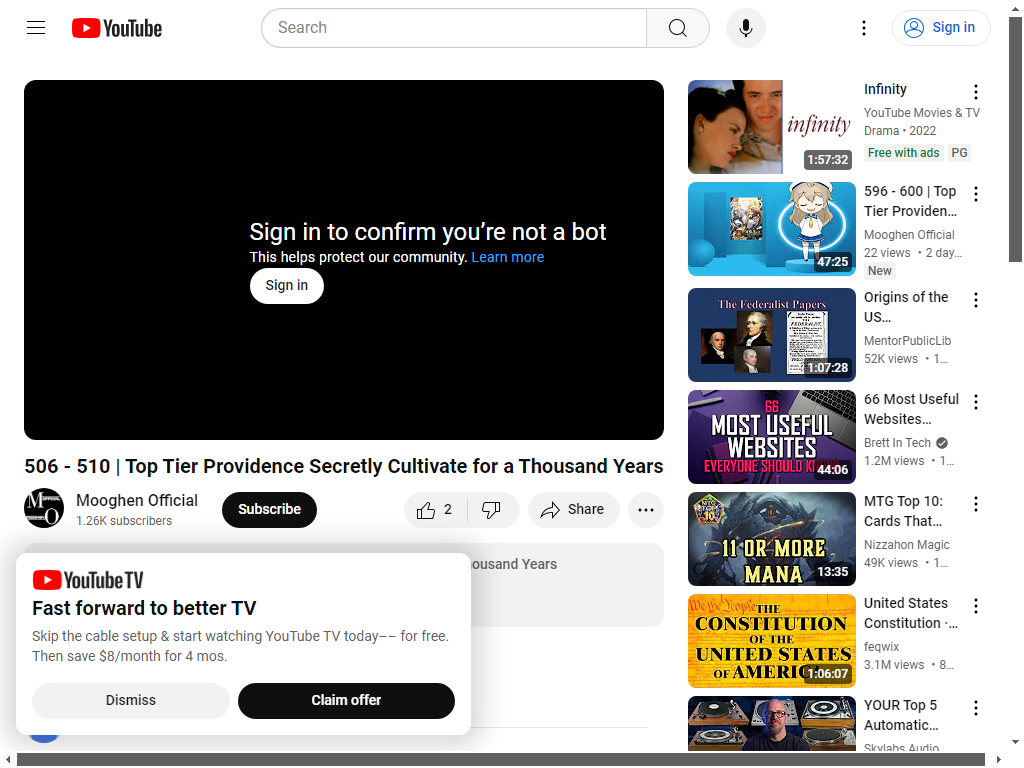 YouTube
Search
Sign in
Sign in to confirm you’re not a bot
This helps protect our community. Learn more
Sign in
506 - 510 | Top Tier Providence Secretly Cultivate for a Thousand Years
Mooghen Official
1.26K subscribers
Subscribe
2
Share
ousand Years
YouTube TV
Fast forward to better TV
Skip the cable setup & start watching YouTube TV today–– for free.
Then save $8/month for 4 mos.
Dismiss
Claim offer
infinity
1:57:32
Infinity
YouTube Movies & TV
Drama • 2022
Free with ads
PG
47:25
596 - 600 | Top
Tier Providen...
Mooghen Official
22 views • 2 day...
New
The Federalist Papers
1:07:28
Origins of the
US...
MentorPublicLib
52K views • 1...
66
MOST USEFUL
WEBSITES
EVERYONE SHOULD
44:06
66 Most Useful
Websites...
Brett In Tech
1.2M views • 1...
MTG
TOP
10
11 OR MORE
MANA
13:35
MTG Top 10:
Cards That...
Nizzahon Magic
49K views • 1...
We the People
THE
CONSTITUTION
OF THE
UNITED STATES
OF AMERICA
1:06:07
United States
Constitution ·...
feqwix
3.1M views • 8...
YOUR Top 5
Automatic...
Skylabs Audio